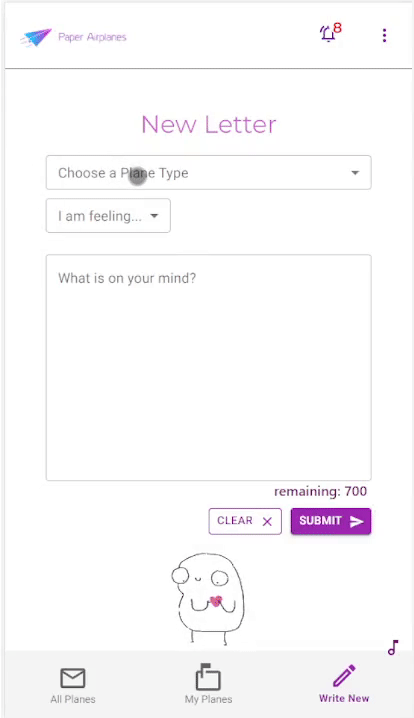 Paper Airplanes
8
New Letter
Choose a Plane Type
I am feeling...
What is on your mind?
remaining: 700
CLEAR
SUBMIT
All Planes
My Planes
Write New